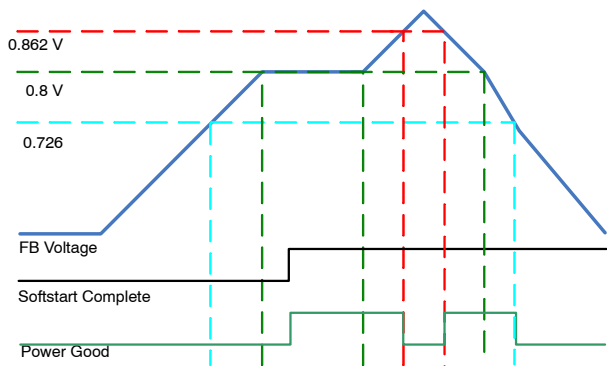 0.862 V
0.8 V
0.726
FB Voltage
Softstart Complete
Power Good